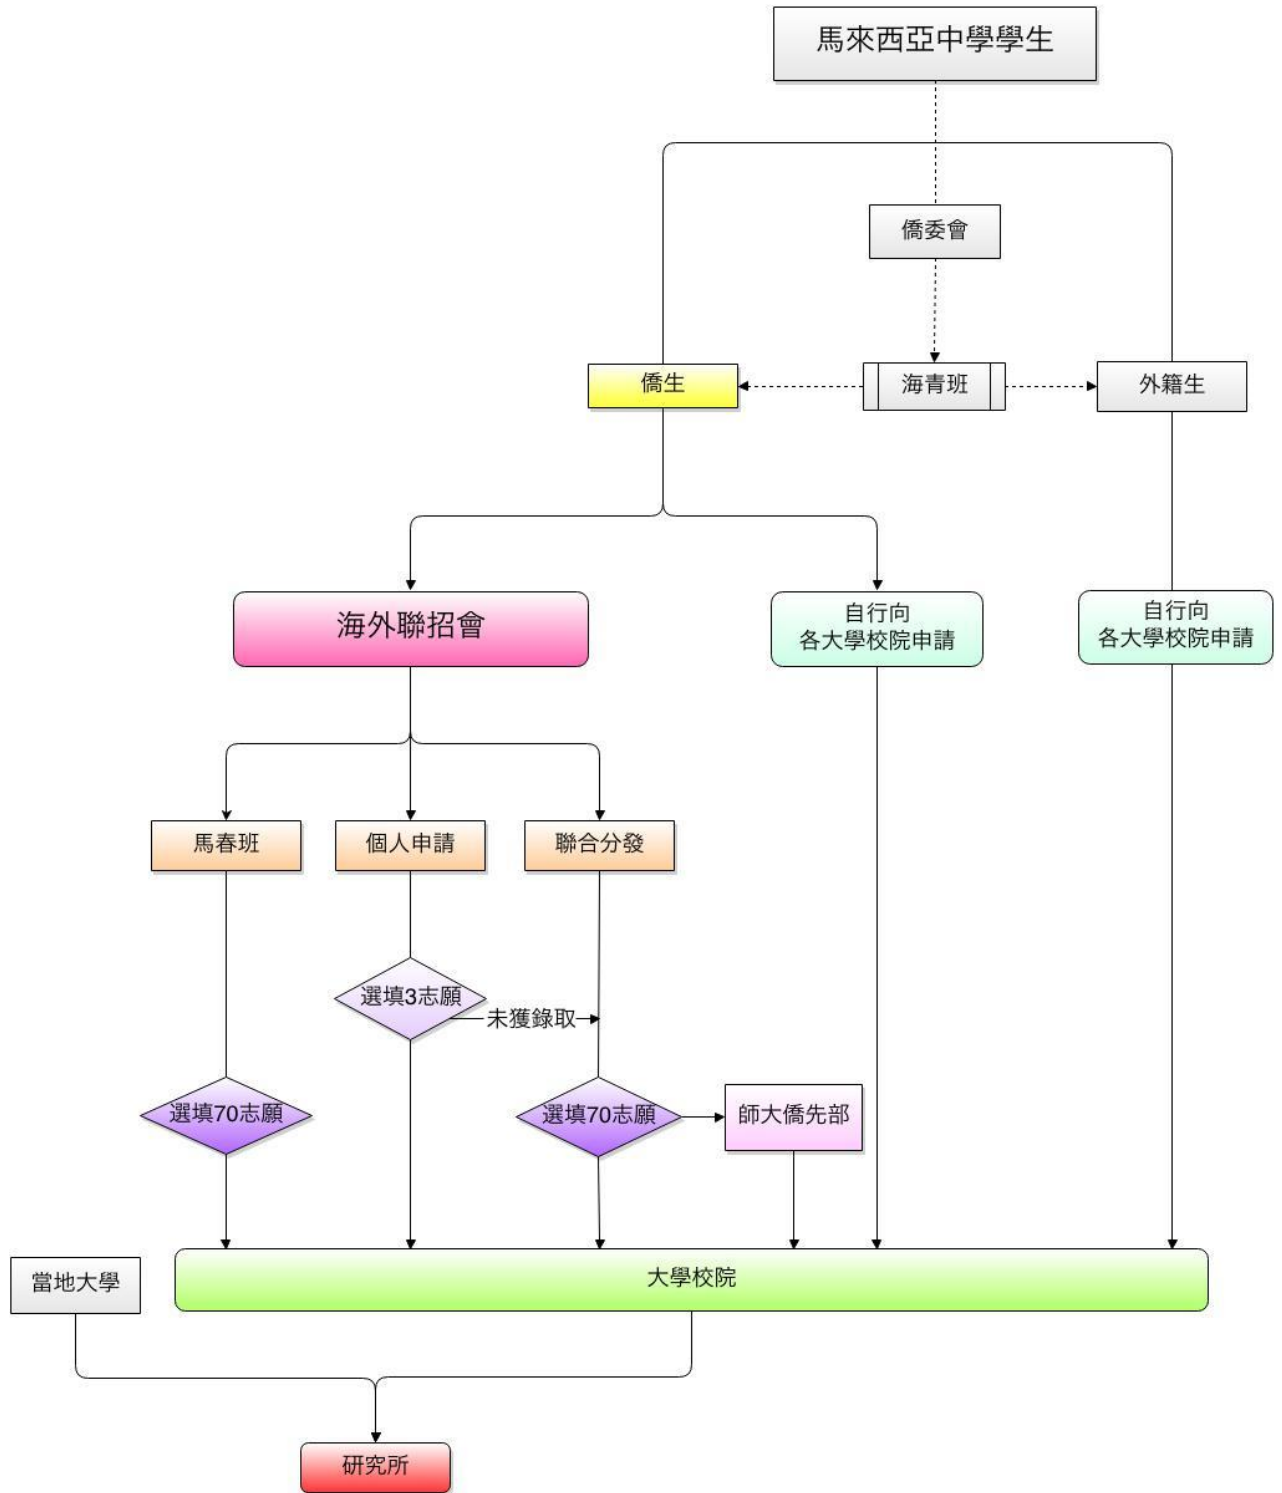 馬來西亞中學學生
僑委會
僑生
海青班
外籍生
海外聯招會
自行向
各大學校院申請
自行向
各大學校院申請
馬春班
個人申請
聯合分發
選填3志願
未獲錄取
選填70志願
選填70志願
師大僑先部
當地大學
大學校院
研究所